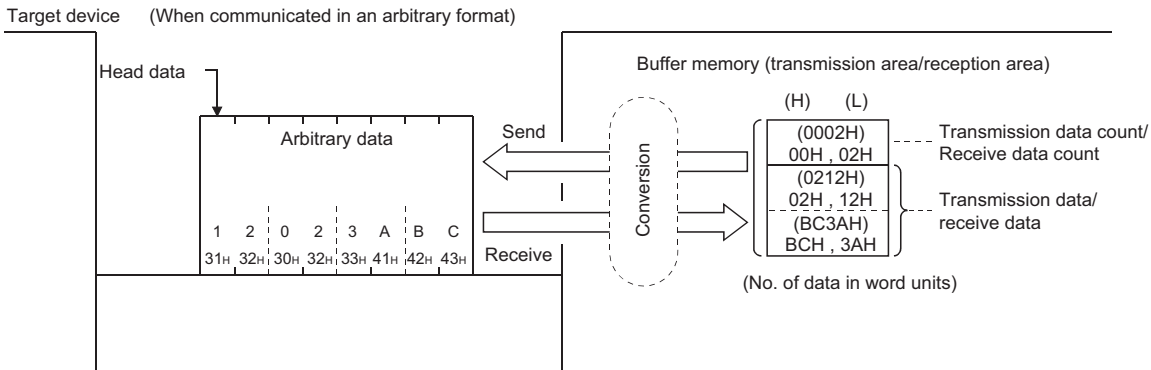 Target device (When communicated in an arbitrary format)
Head data
Arbitrary data
1 2 0 2 3 A B C
31H 32H 30H 32H 33H 41H 42H 43H
Send
Receive
Conversion
Buffer memory (transmission area/reception area)
(H) (L)
(0002H)
00H , 02H
(0212H)
02H , 12H
(BC3AH)
BCH , 3AH
Transmission data count/
Receive data count
Transmission data/
receive data
(No. of data in word units)